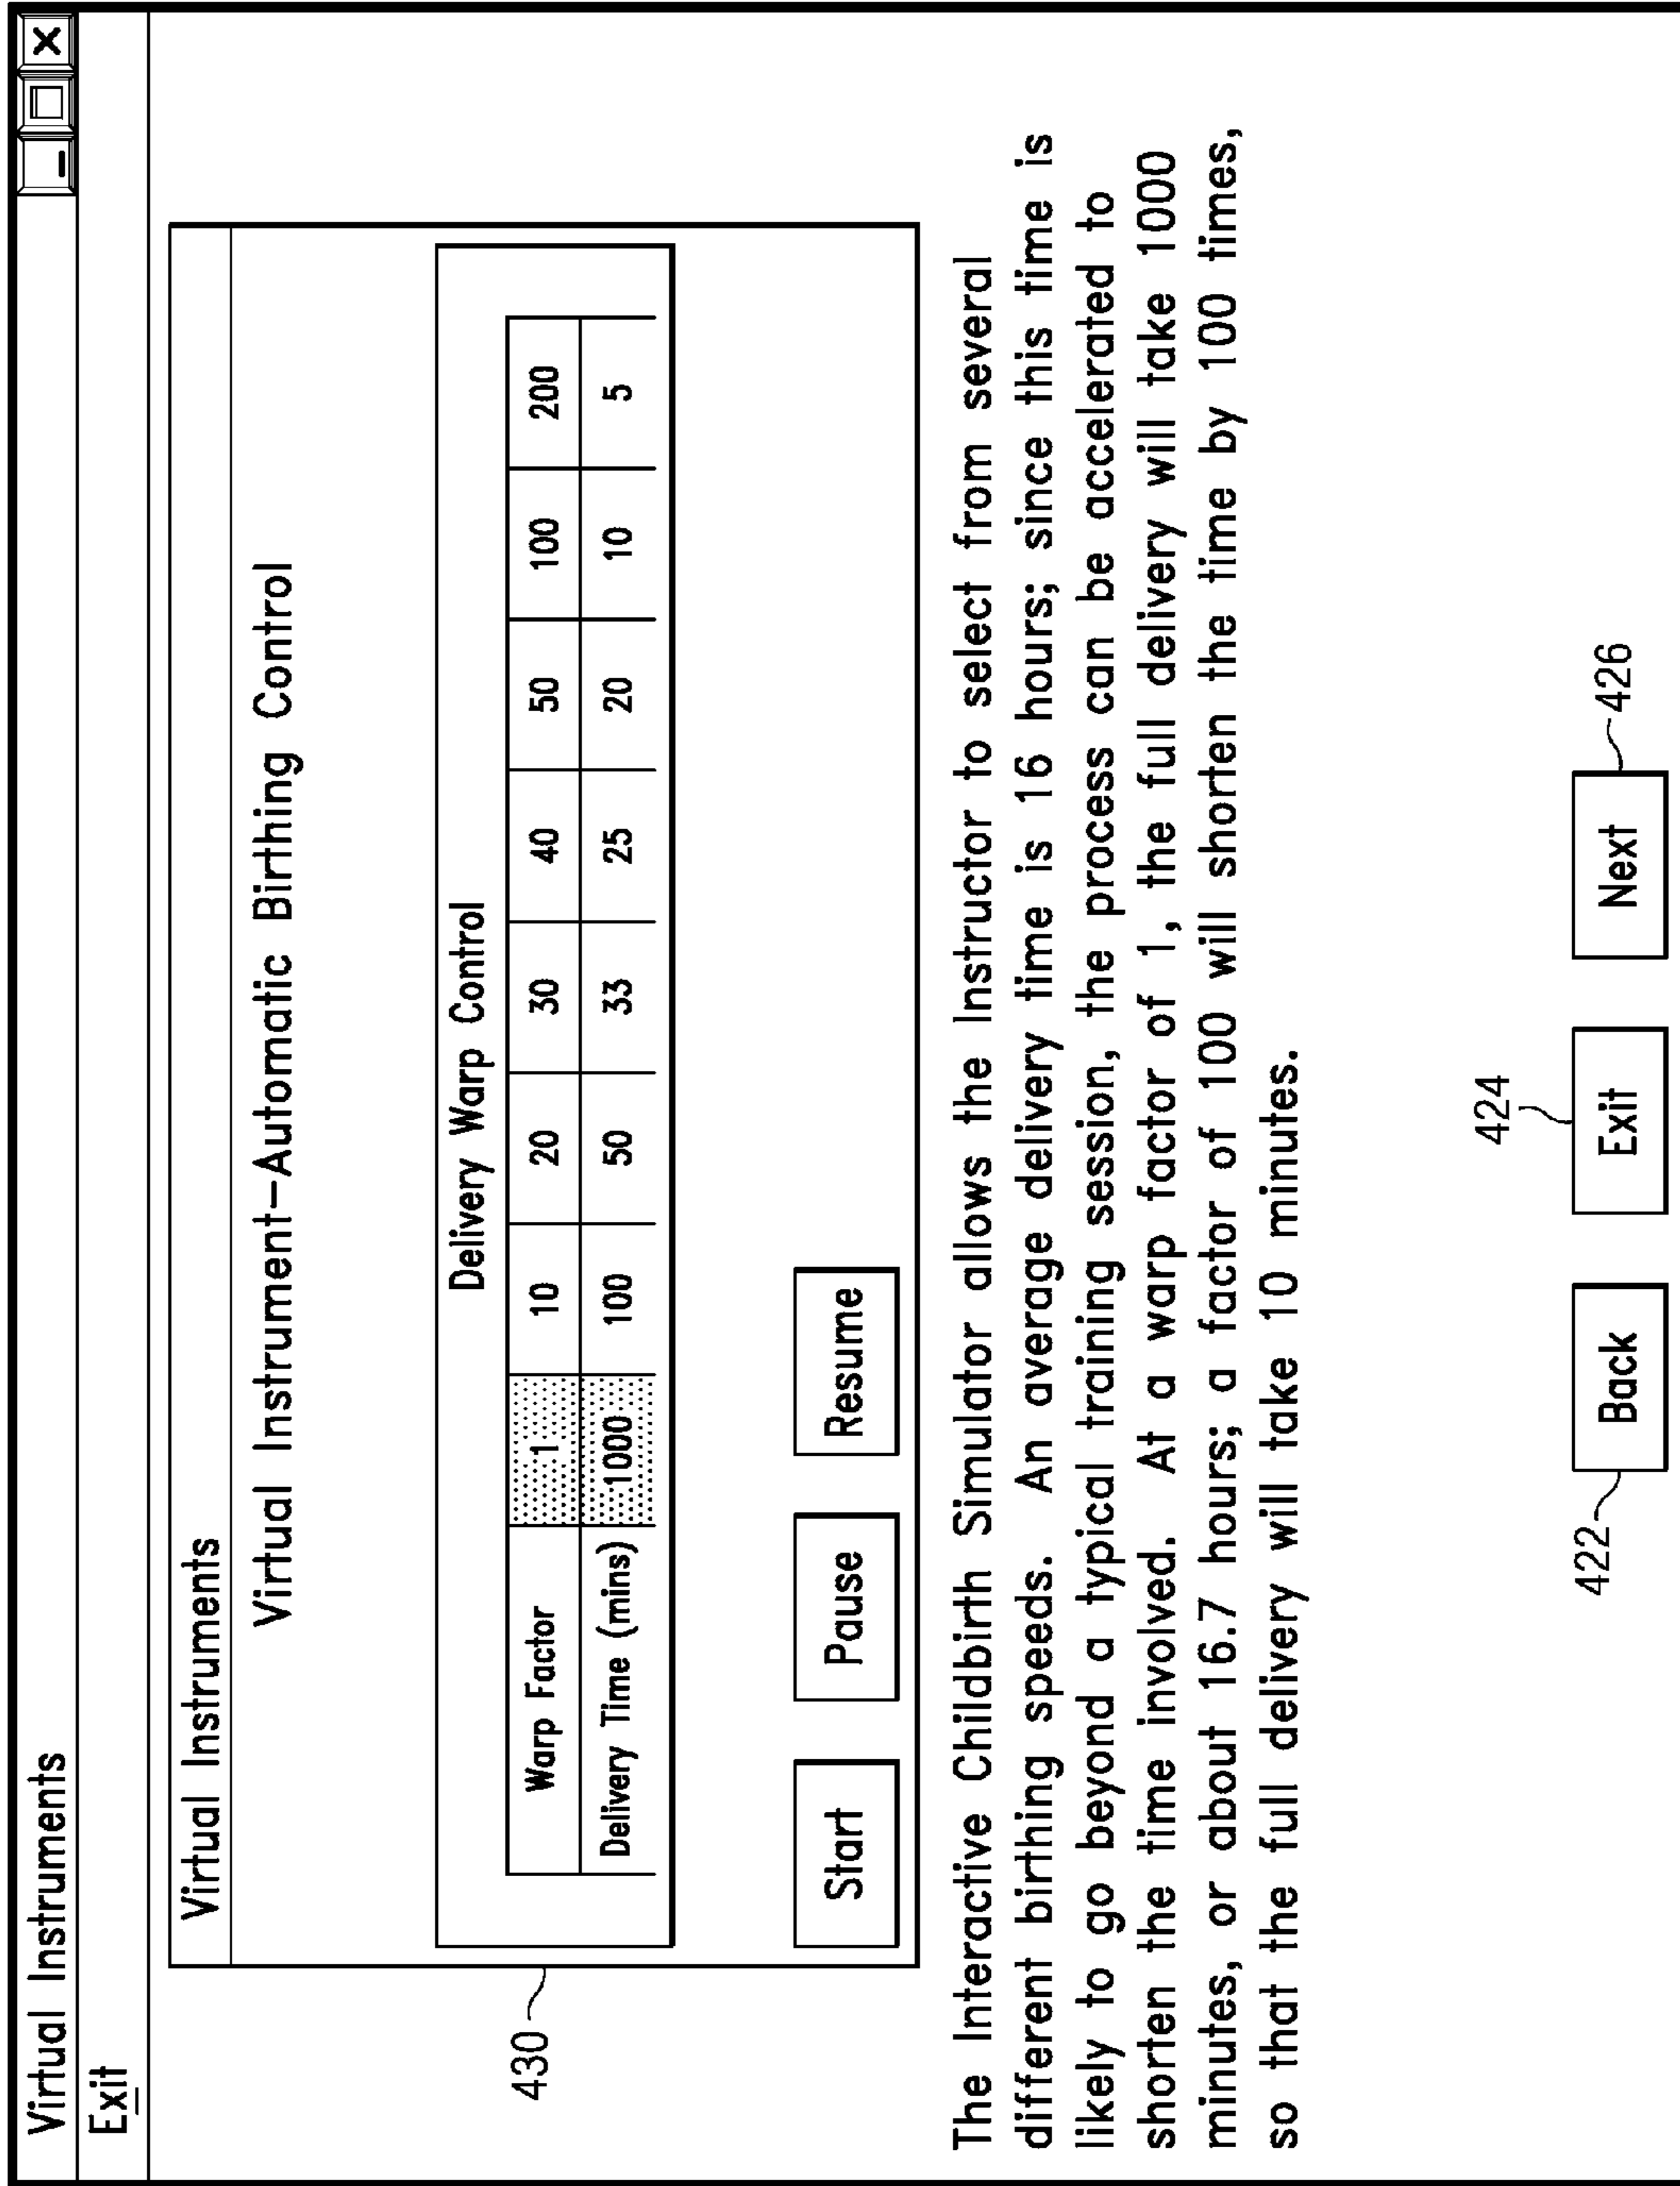 Virtual Instruments
Exit
Virtual Instruments
Virtual Instrument—Automatic Birthing Control
Delivery Warp Control
Warp Factor 1 10 20 30 40 50 100 200
Delivery Time (mins) 1000 100 50 33 25 20 10 5
430
Start Pause Resume
The Interactive Childbirth Simulator allows the Instructor to select from several
different birthing speeds. An average delivery time is 16 hours; since this time is
likely to go beyond a typical training session, the process can be accelerated to
shorten the time involved. At a warp factor of 1, the full delivery will take 1000
minutes, or about 16.7 hours; a factor of 100 will shorten the time by 100 times,
so that the full delivery will take 10 minutes.
424
422 Back Exit Next 426